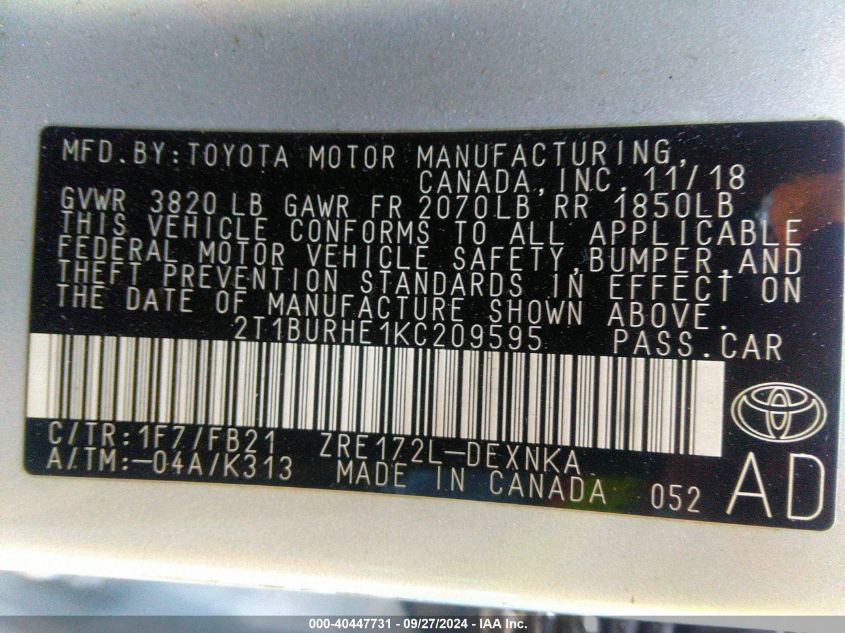 MFD.BY:TOYOTA MOTOR MANUFACTURING,
CANADA,INC. 11/18
GVWR 3820 LB GAWR FR 2070LB RR 1850LB
THIS VEHICLE CONFORMS TO ALL APPLICABLE
FEDERAL MOTOR VEHICLE SAFETY,BUMPER,AND
THEFT PREVENTION STANDARDS IN EFFECT ON
THE DATE OF MANUFACTURE SHOWN ABOVE.
2T1BURHE1KC209595 PASS.CAR
C/TR:1F7/FB21 ZRE172L-DEXNKA
A/TM:-04A/K313 MADE IN CANADA 052 AD
000-40447731 - 09/27/2024 - IAA Inc.